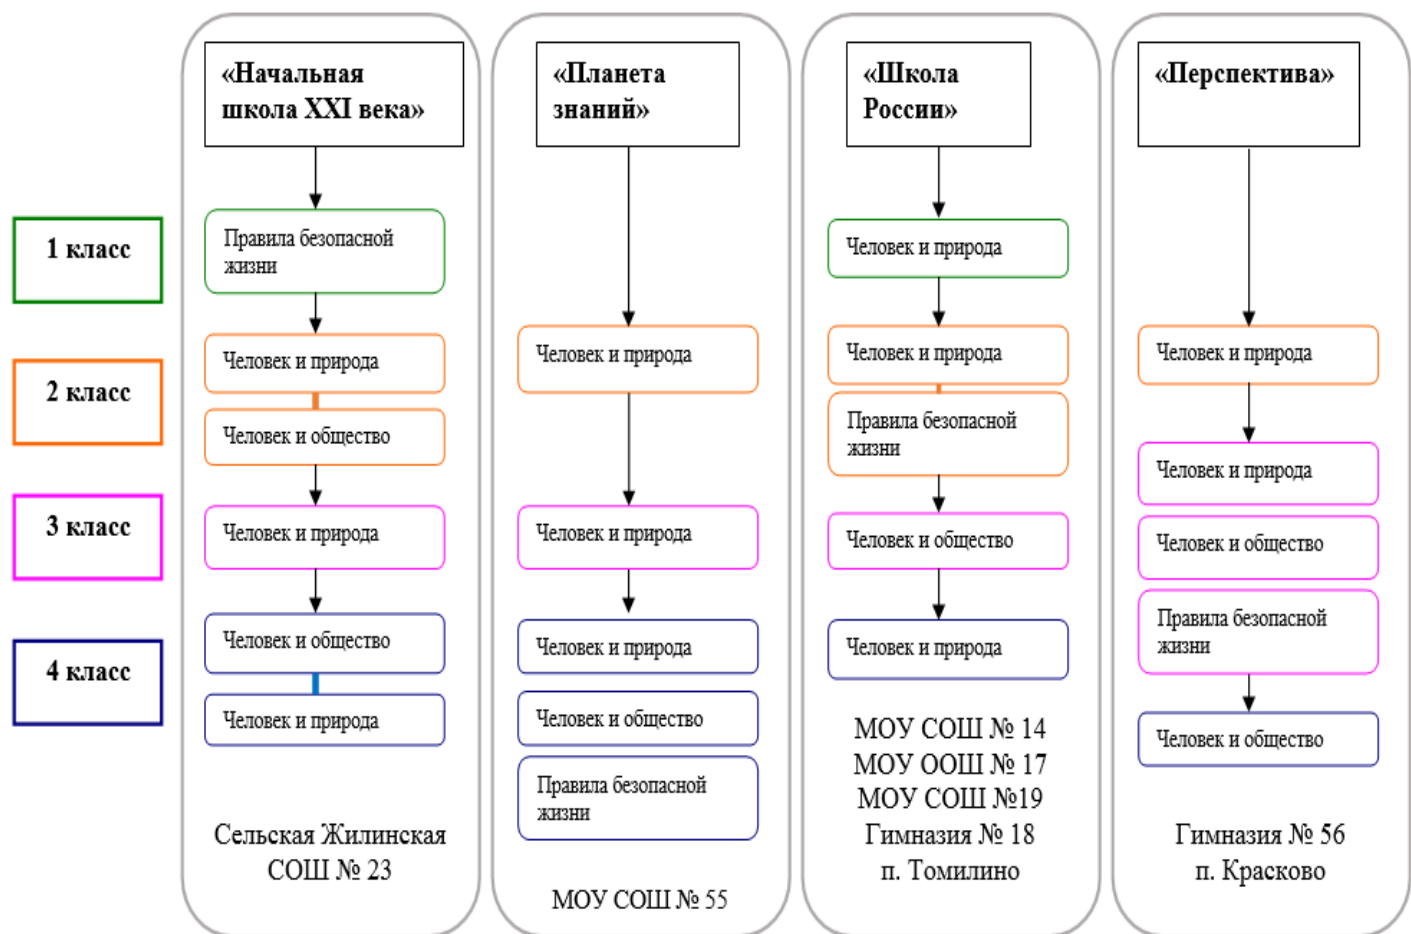 1 класс
2 класс
3 класс
4 класс
«Начальная
школа XXI века»
Правила безопасной
жизни
Человек и природа
Человек и общество
Человек и природа
Человек и общество
Человек и природа
Сельская Жилинская
СОШ № 23
«Планета
знаний»
Человек и природа
Человек и природа
Человек и природа
Человек и общество
Правила безопасной
жизни
МОУ СОШ № 55
«Школа
России»
Человек и природа
Человек и природа
Правила безопасной
жизни
Человек и общество
Человек и природа
МОУ СОШ № 14
МОУ ООШ № 17
МОУ СОШ №19
Гимназия № 18
п. Томилино
«Перспектива»
Человек и природа
Человек и природа
Человек и общество
Правила безопасной
жизни
Человек и общество
Гимназия № 56
п. Красково